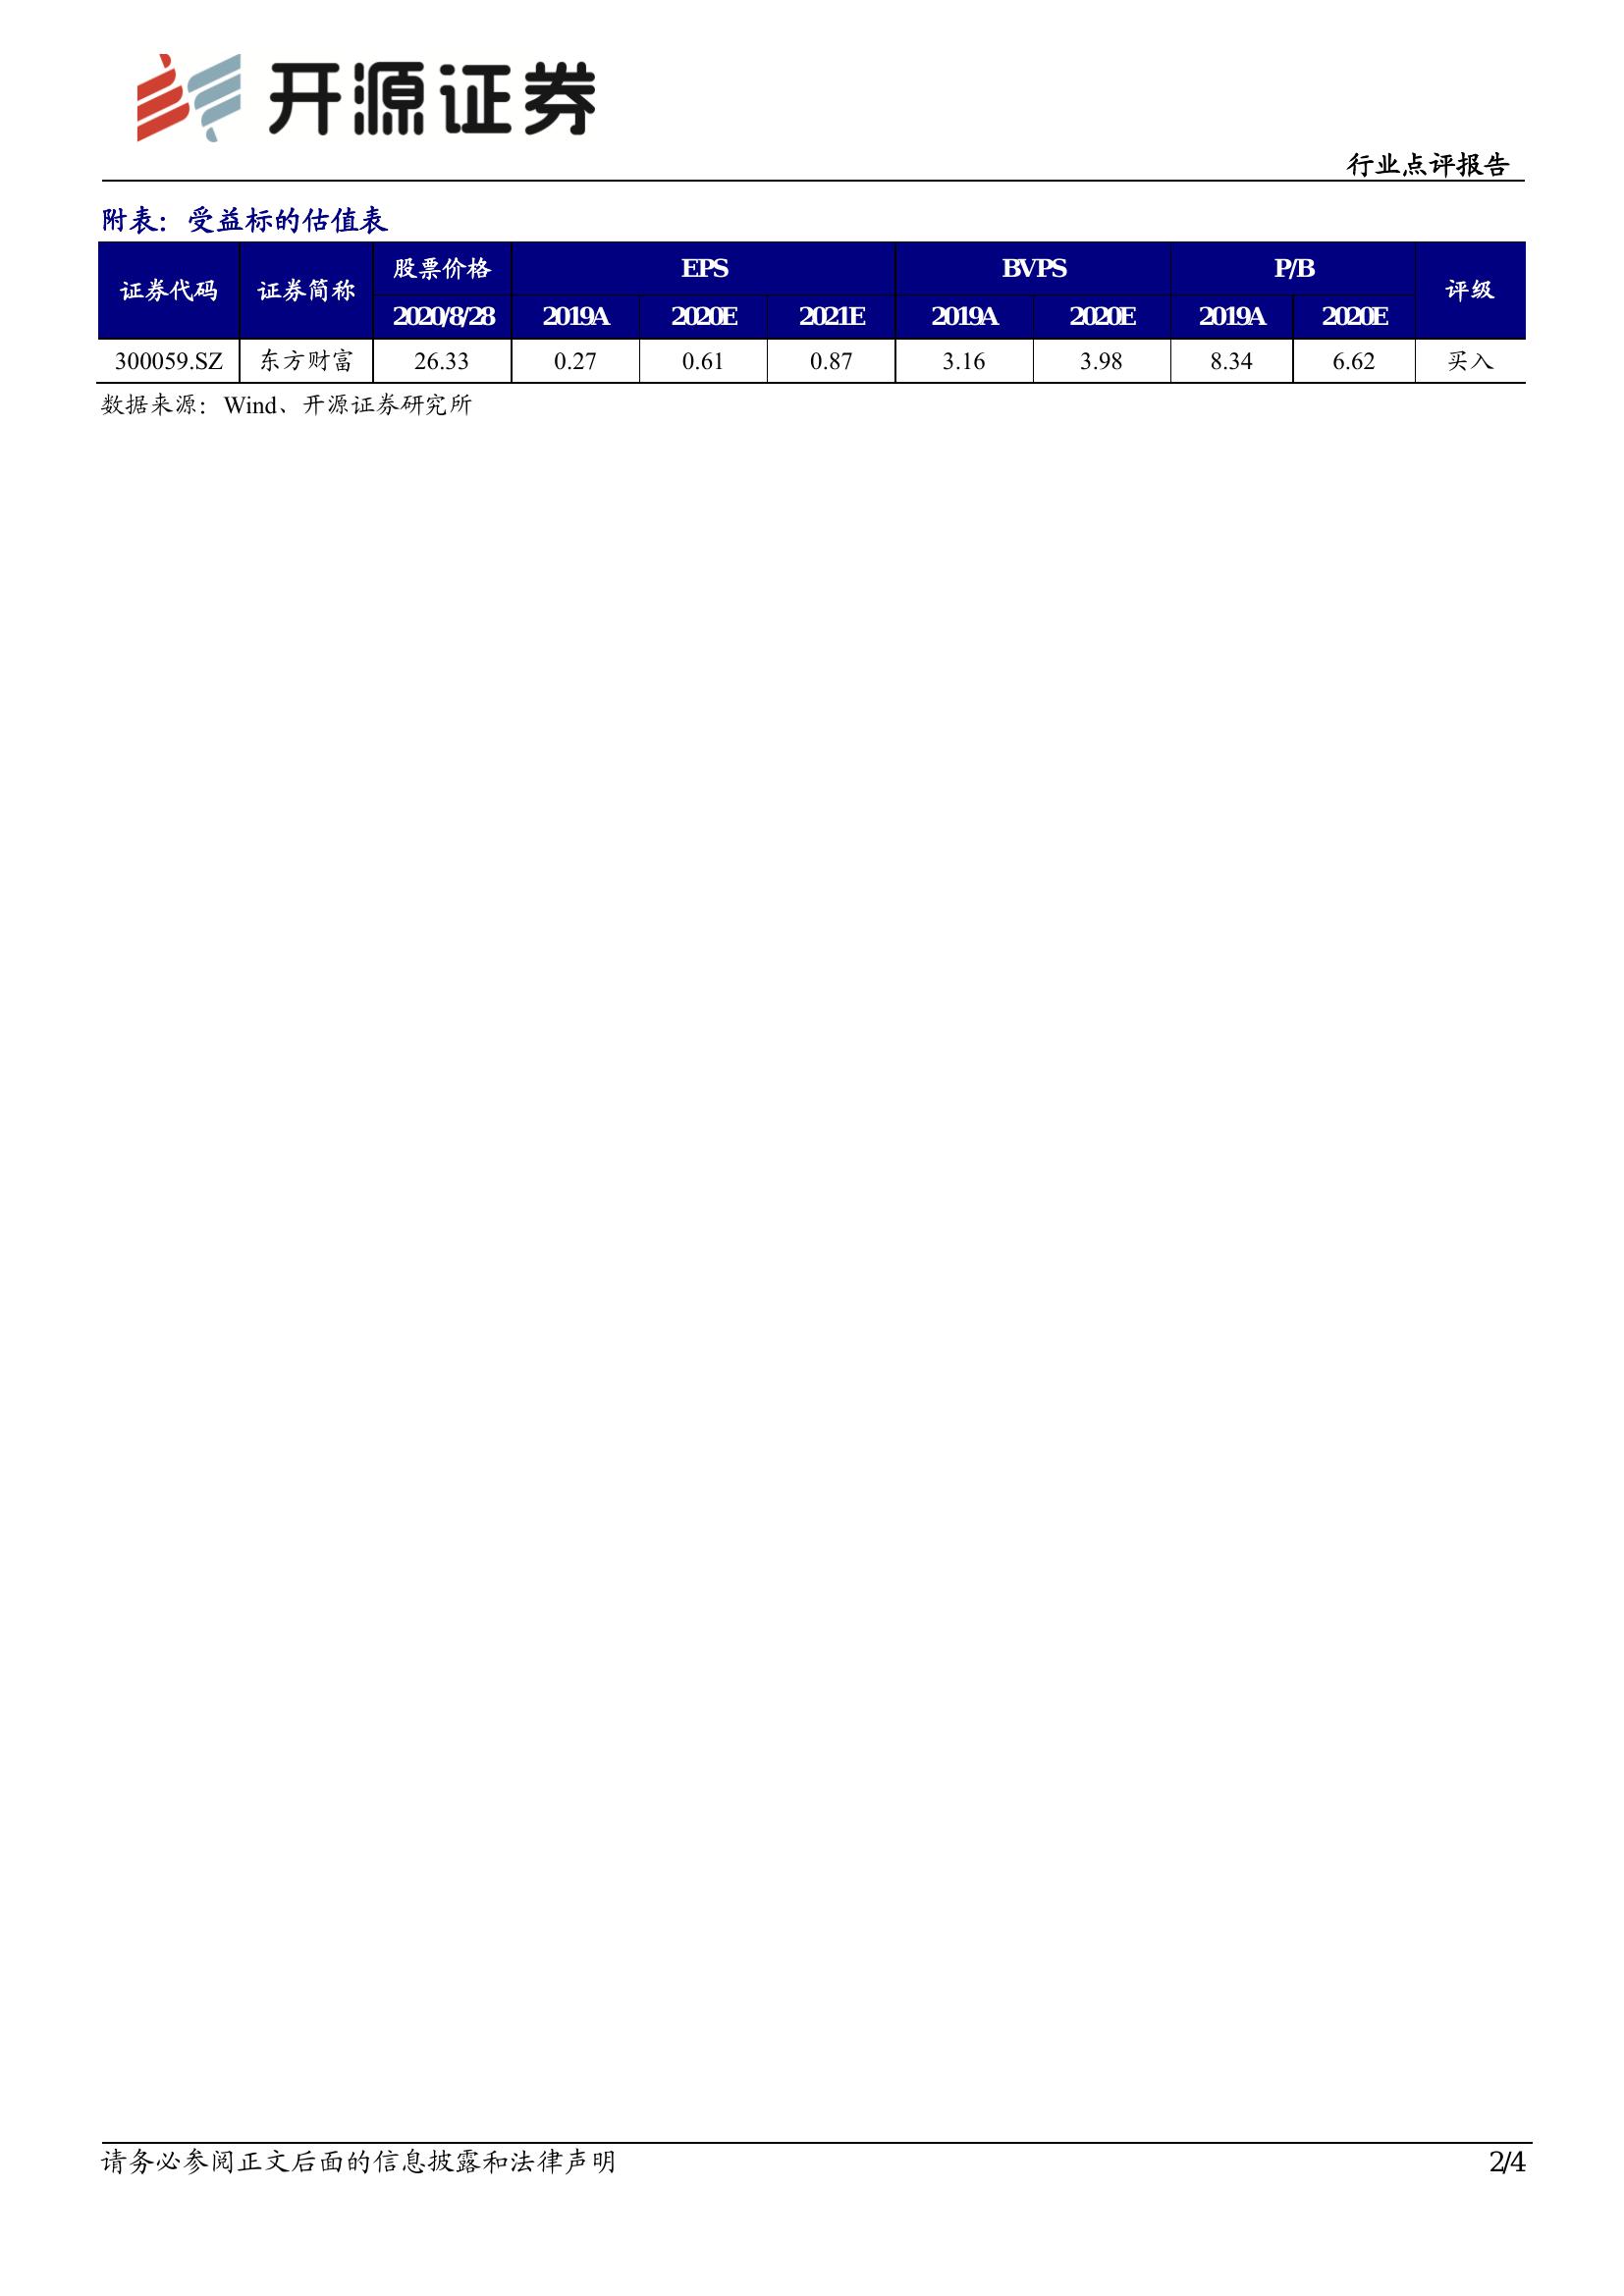 开源证券
行业点评报告
附表：受益标的估值表
证券代码 证券简称 股票价格 EPS BVPS P/B 评级
2020/8/28 2019A 2020E 2021E 2019A 2020E 2019A 2020E
300059.SZ 东方财富 26.33 0.27 0.61 0.87 3.16 3.98 8.34 6.62 买入
数据来源：Wind、开源证券研究所
请务必参阅正文后面的信息披露和法律声明 2/4